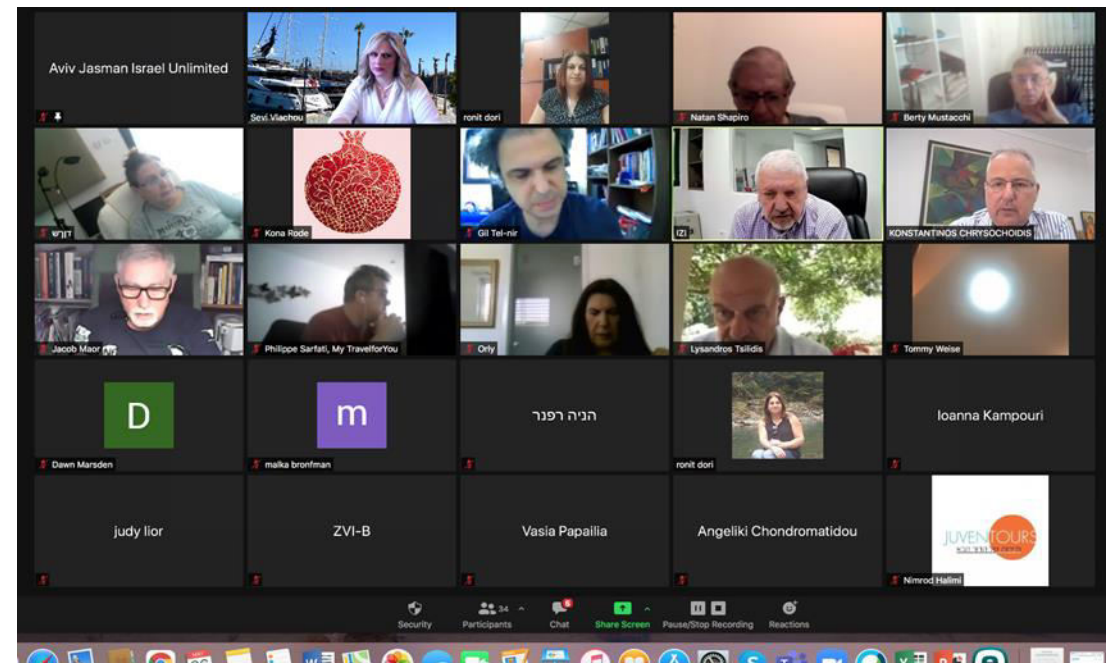 Aviv Jasman Israel Unlimited
Sevi Vlachou
ronit dori
Natan Shapiro
Berty Mustacchi
דורש
Kona Rode
Gil Tel-nir
IZI
KONSTANTINOS CHRYSOCHOIDIS
Jacob Maor
Philippe Sarfati, My TravelforYou
Orly
Lysandros Tsilidis
Tommy Weise
D
Dawn Marsden
m
malka bronfman
הניה רפנר
ronit dori
Ioanna Kampouri
judy lior
ZVI-B
Vasia Papailia
Angeliki Chondromatidou
JUVENTOURS
Nimrod Halimi
Security
Participants
34
Chat
Share Screen
Pause/Stop Recording
Reactions